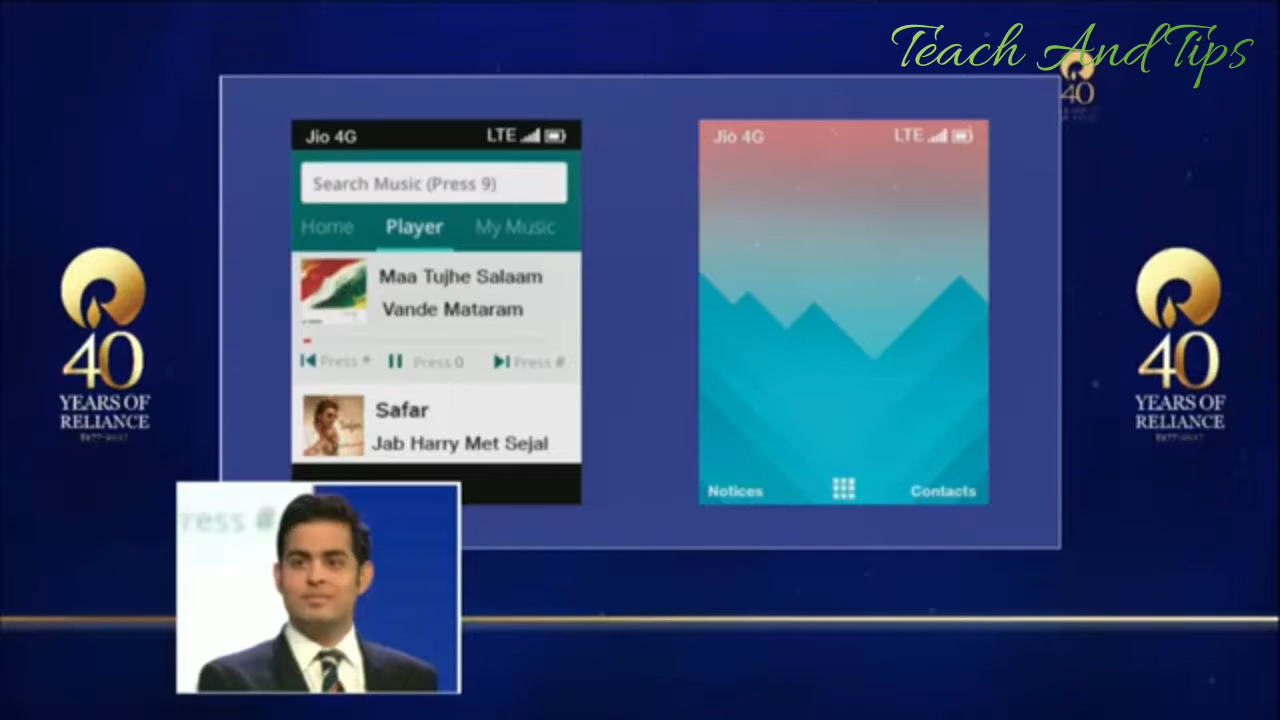 Teach And Tips
40
Jio 4G LTE
Search Music (Press 9)
Home Player My Music
Maa Tujhe Salaam
Vande Mataram
Press * Press 0 Press #
Safar
Jab Harry Met Sejal
Jio 4G LTE
Notices Contacts
40
YEARS OF
RELIANCE
40
YEARS OF
RELIANCE
Press #